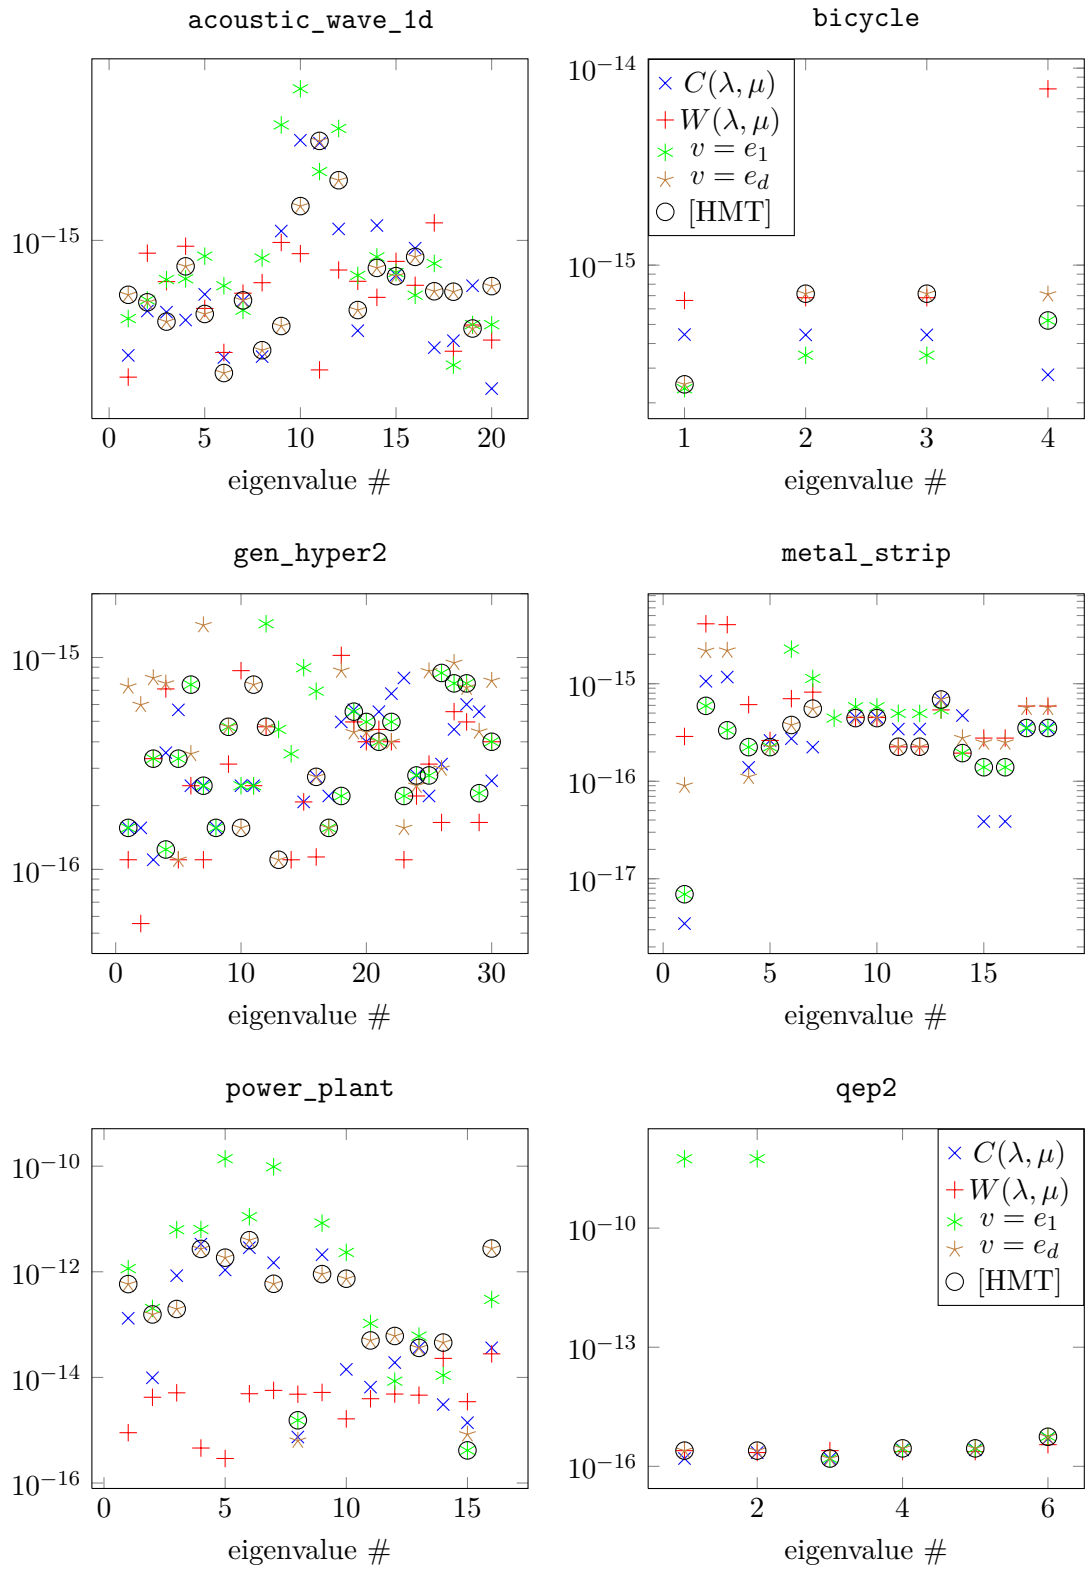 acoustic_wave_1d
10^{-15}
0 5 10 15 20
eigenvalue #
bicycle
10^{-14}
10^{-15}
C(λ, μ)
W(λ, μ)
v = e_1
v = e_d
[HMT]
1 2 3 4
eigenvalue #
gen_hyper2
10^{-15}
10^{-16}
0 10 20 30
eigenvalue #
metal_strip
10^{-15}
10^{-16}
10^{-17}
0 5 10 15
eigenvalue #
power_plant
10^{-10}
10^{-12}
10^{-14}
10^{-16}
0 5 10 15
eigenvalue #
qep2
10^{-10}
10^{-13}
10^{-16}
C(λ, μ)
W(λ, μ)
v = e_1
v = e_d
[HMT]
2 4 6
eigenvalue #